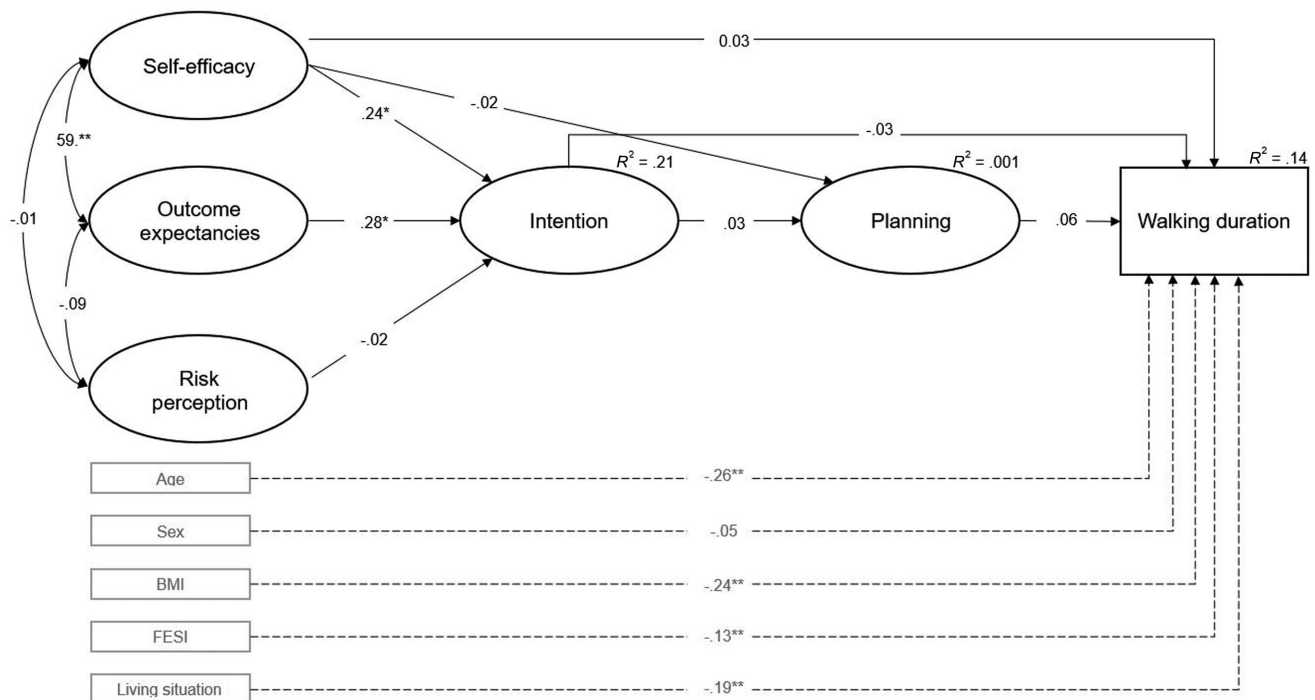 Self-efficacy
0.03
-.02
.24*
-.03
59.**
R² = .21
R² = .001
R² = .14
-.01
Outcome
expectancies
.28*
Intention
.03
Planning
.06
Walking duration
-.09
-.02
Risk
perception
Age
-.26**
Sex
-.05
BMI
-.24**
FESI
-.13**
Living situation
-.19**